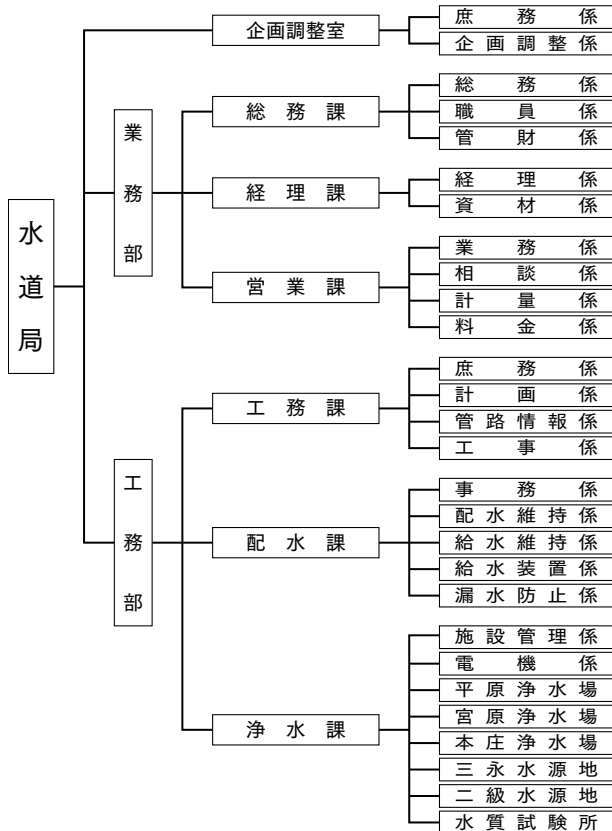 水道局
企画調整室
庶務係
企画調整係
業務部
総務課
総務係
職員係
管財係
経理課
経理係
資材係
営業課
業務係
相談係
計量係
料金係
工務部
工務課
庶務係
計画係
管路情報係
工事係
配水課
事務係
配水維持係
給水維持係
給水装置係
漏水防止係
浄水課
施設管理係
電機係
平原浄水場
宮原浄水場
本庄浄水場
三永水源地
二級水源地
水質試験所